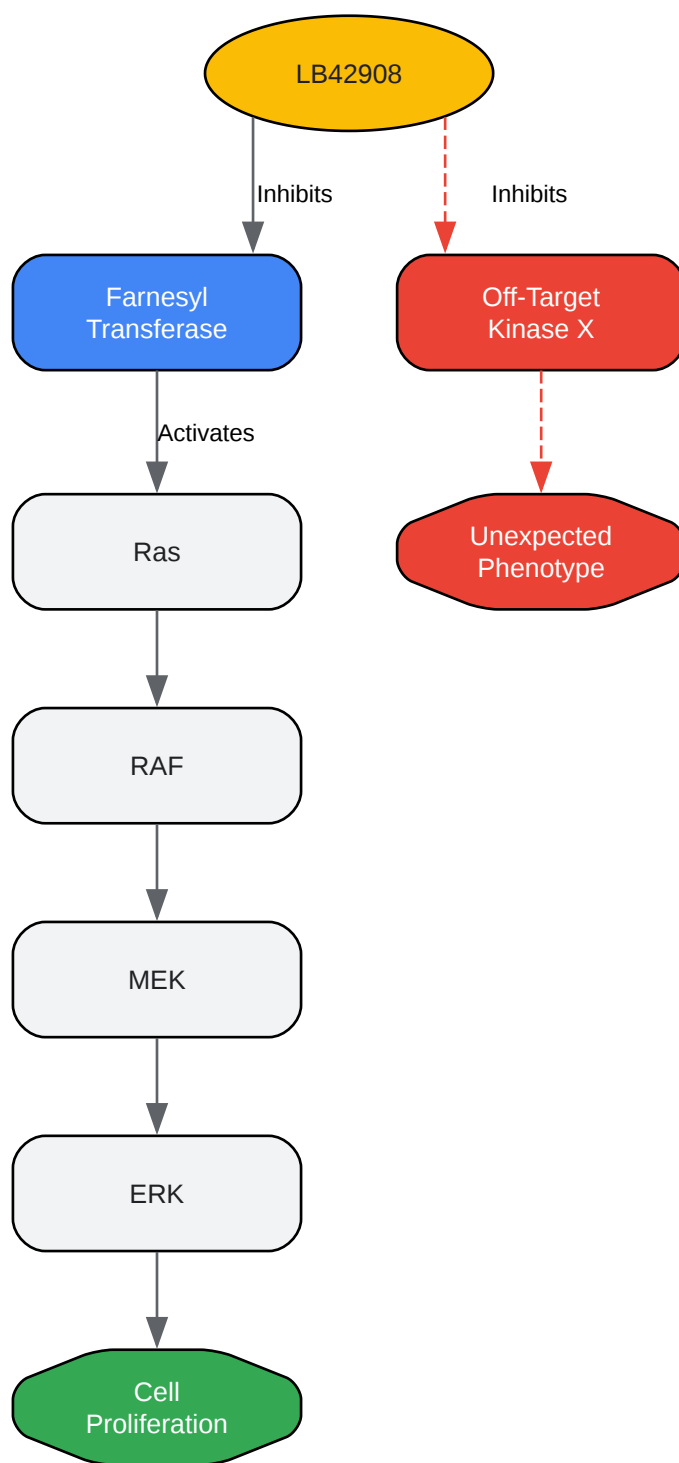 LB42908
Inhibits
Inhibits
Farnesyl
Transferase
Off-Target
Kinase X
Activates
Ras
Unexpected
Phenotype
RAF
MEK
ERK
Cell
Proliferation